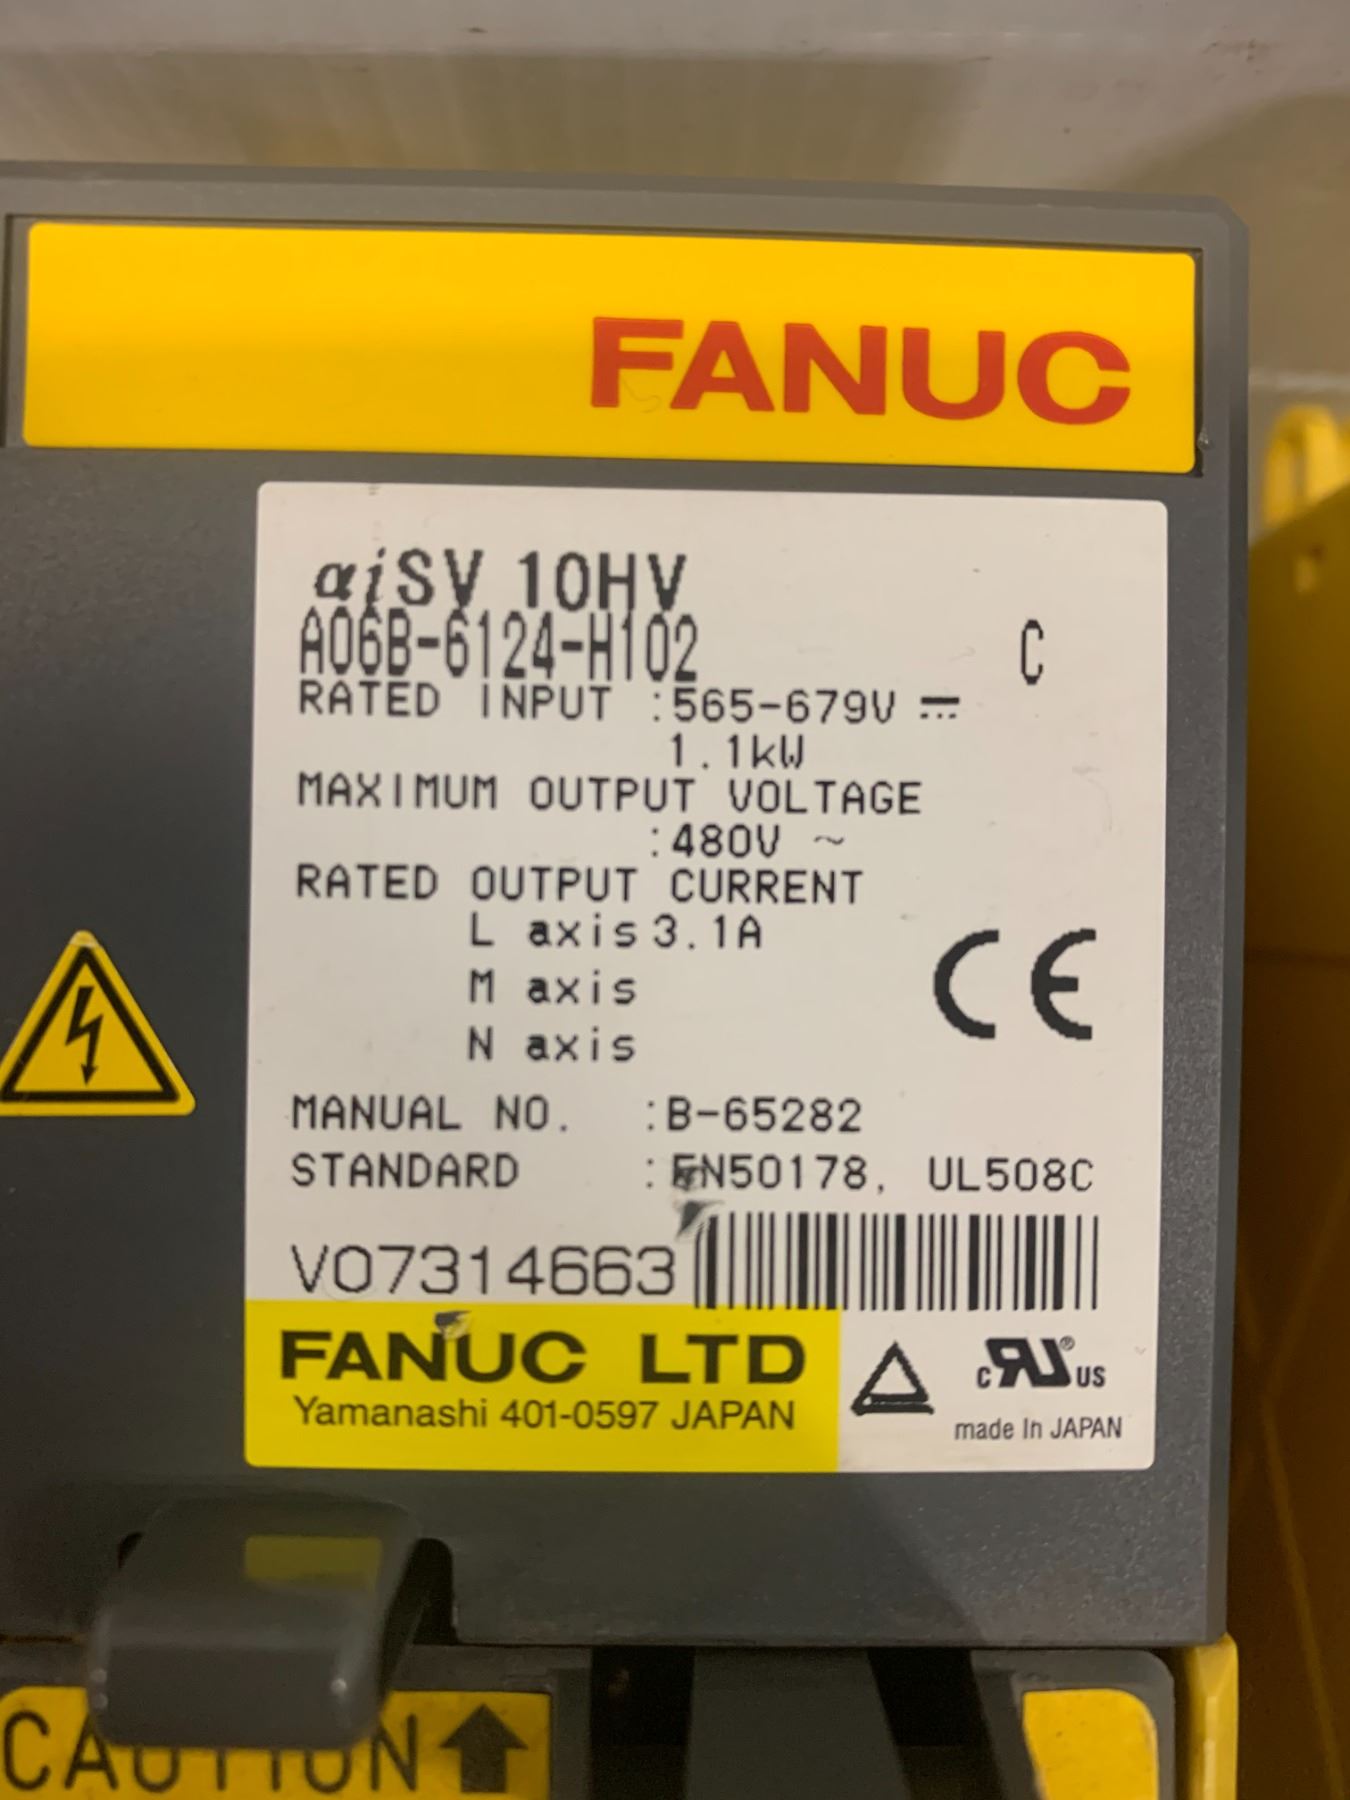 FANUC
αiSV 10HV
A06B-6124-H102 C
RATED INPUT :565-679V ⎓
1.1kW
MAXIMUM OUTPUT VOLTAGE
:480V ~
RATED OUTPUT CURRENT
L axis 3.1A
M axis
N axis
CE
MANUAL NO. :B-65282
STANDARD :EN50178, UL508C
V07314663
FANUC LTD
Yamanashi 401-0597 JAPAN
c RU ® US
made In JAPAN
CAUTION